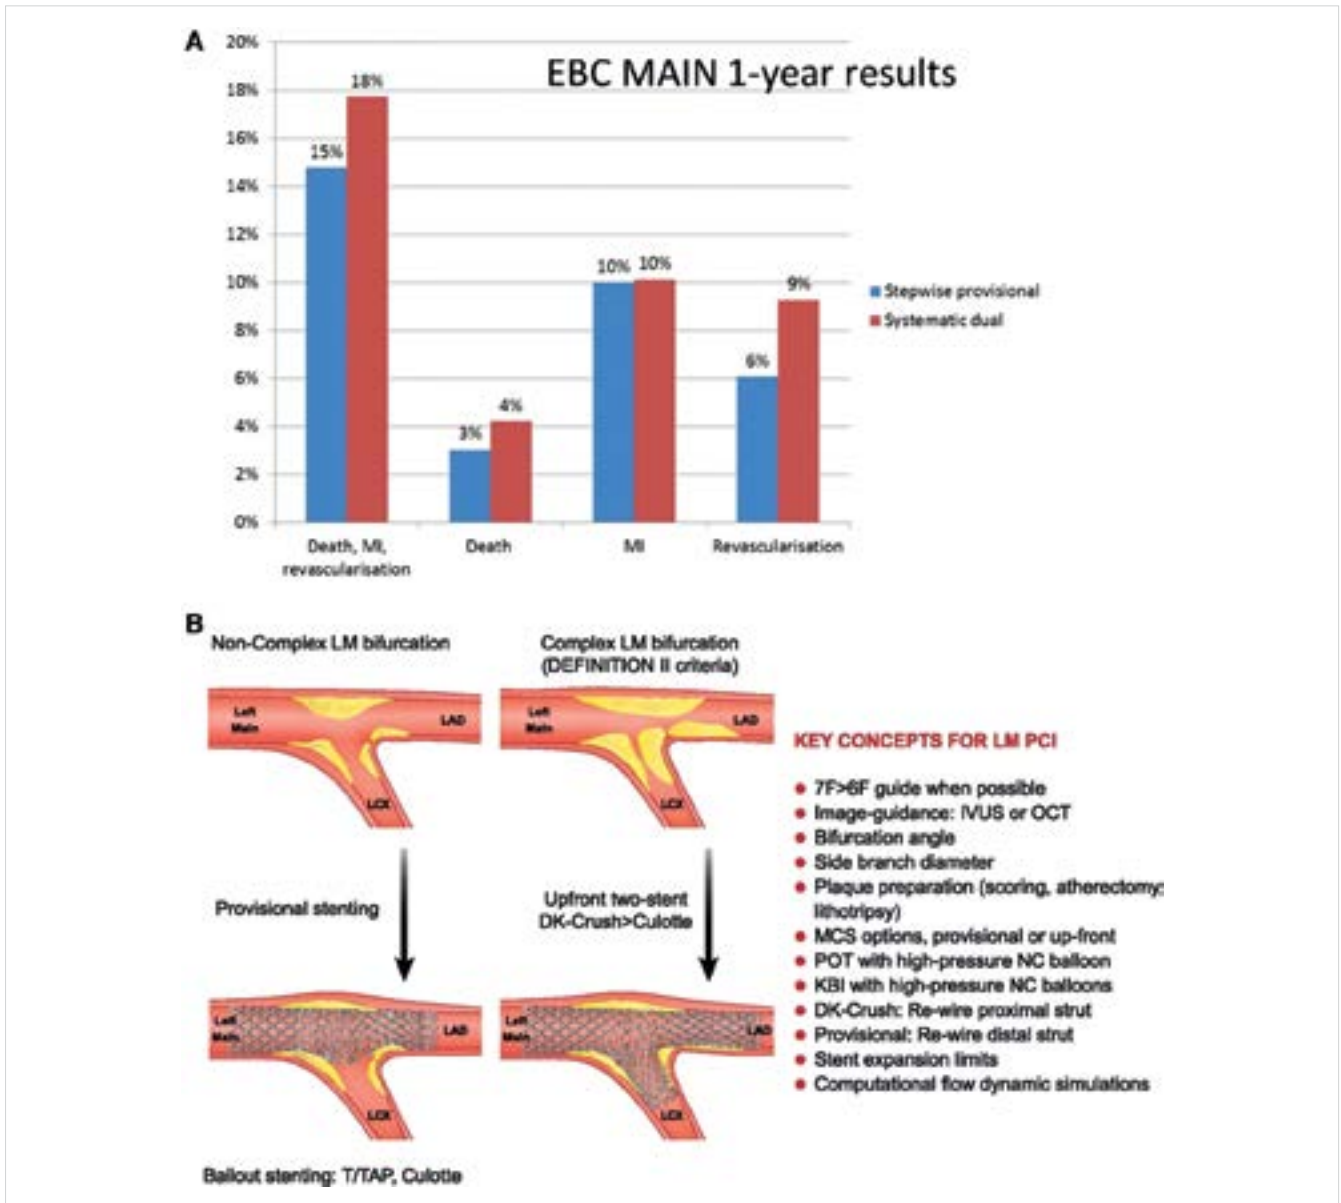 A
EBC MAIN 1-year results
20%
18%
16%
14%
12%
10%
8%
6%
4%
2%
0%
15%
18%
3%
4%
10%
10%
6%
9%
Death, MI,
revascularisation
Death
MI
Revascularisation
Stepwise provisional
Systematic dual
B
Non-Complex LM bifurcation
Left
Main
LAD
LCX
Provisional stenting
Left
Main
LAD
LCX
Bailout stenting: T/TAP, Culotte
Complex LM bifurcation
(DEFINITION II criteria)
Left
Main
LAD
LCX
Upfront two-stent
DK-Crush>Culotte
Left
Main
LAD
LCX
KEY CONCEPTS FOR LM PCI
● 7F>6F guide when possible
● Image-guidance: IVUS or OCT
● Bifurcation angle
● Side branch diameter
● Plaque preparation (scoring, atherectomy;
lithotripsy)
● MCS options, provisional or up-front
● POT with high-pressure NC balloon
● KBI with high-pressure NC balloons
● DK-Crush: Re-wire proximal strut
● Provisional: Re-wire distal strut
● Stent expansion limits
● Computational flow dynamic simulations